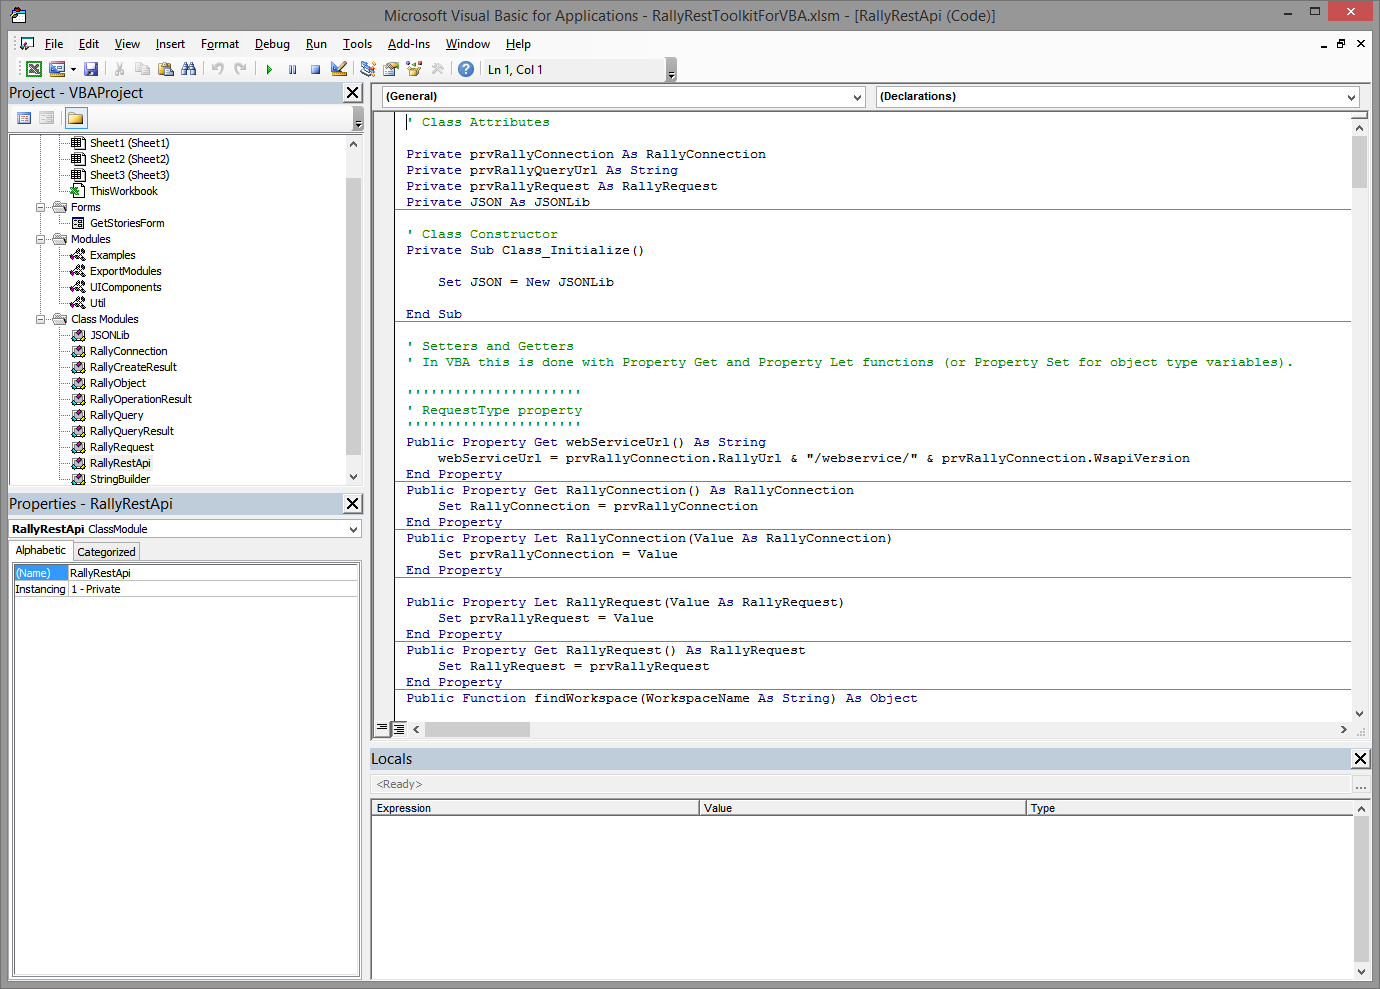 Microsoft Visual Basic for Applications - RallyRestToolkitForVBA.xlsm - [RallyRestApi (Code)]
File Edit View Insert Format Debug Run Tools Add-Ins Window Help
Ln 1, Col 1
Project - VBAProject
Sheet1 (Sheet1)
Sheet2 (Sheet2)
Sheet3 (Sheet3)
ThisWorkbook
Forms
GetStoriesForm
Modules
Examples
ExportModules
UIComponents
Util
Class Modules
JSONLib
RallyConnection
RallyCreateResult
RallyObject
RallyOperationResult
RallyQuery
RallyQueryResult
RallyRequest
RallyRestApi
StringBuilder
Properties - RallyRestApi
RallyRestApi ClassModule
Alphabetic Categorized
(Name) RallyRestApi
Instancing 1 - Private
(General) (Declarations)
' Class Attributes
Private prvRallyConnection As RallyConnection
Private prvRallyQueryUrl As String
Private prvRallyRequest As RallyRequest
Private JSON As JSONLib
' Class Constructor
Private Sub Class_Initialize()
Set JSON = New JSONLib
End Sub
' Setters and Getters
' In VBA this is done with Property Get and Property Let functions (or Property Set for object type variables).
''''''''''''''''''''''
' RequestType property
''''''''''''''''''''''
Public Property Get webServiceUrl() As String
webServiceUrl = prvRallyConnection.RallyUrl & "/webservice/" & prvRallyConnection.WsapiVersion
End Property
Public Property Get RallyConnection() As RallyConnection
Set RallyConnection = prvRallyConnection
End Property
Public Property Let RallyConnection(Value As RallyConnection)
Set prvRallyConnection = Value
End Property
Public Property Let RallyRequest(Value As RallyRequest)
Set prvRallyRequest = Value
End Property
Public Property Get RallyRequest() As RallyRequest
Set RallyRequest = prvRallyRequest
End Property
Public Function findWorkspace(WorkspaceName As String) As Object
Locals
<Ready>
Expression Value Type